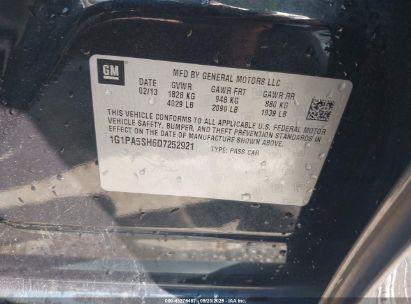 GM
MFD BY GENERAL MOTORS LLC
DATE GVWR GAWR FRT GAWR RR
02/13 1828 KG 948 KG 880 KG
4029 LB 2090 LB 1939 LB
THIS VEHICLE CONFORMS TO ALL APPLICABLE U.S. FEDERAL MOTOR
VEHICLE SAFETY, BUMPER, AND THEFT PREVENTION STANDARDS IN
EFFECT ON THE DATE OF MANUFACTURE SHOWN ABOVE.
1G1PA5SH6D7252921
TYPE: PASS CAR